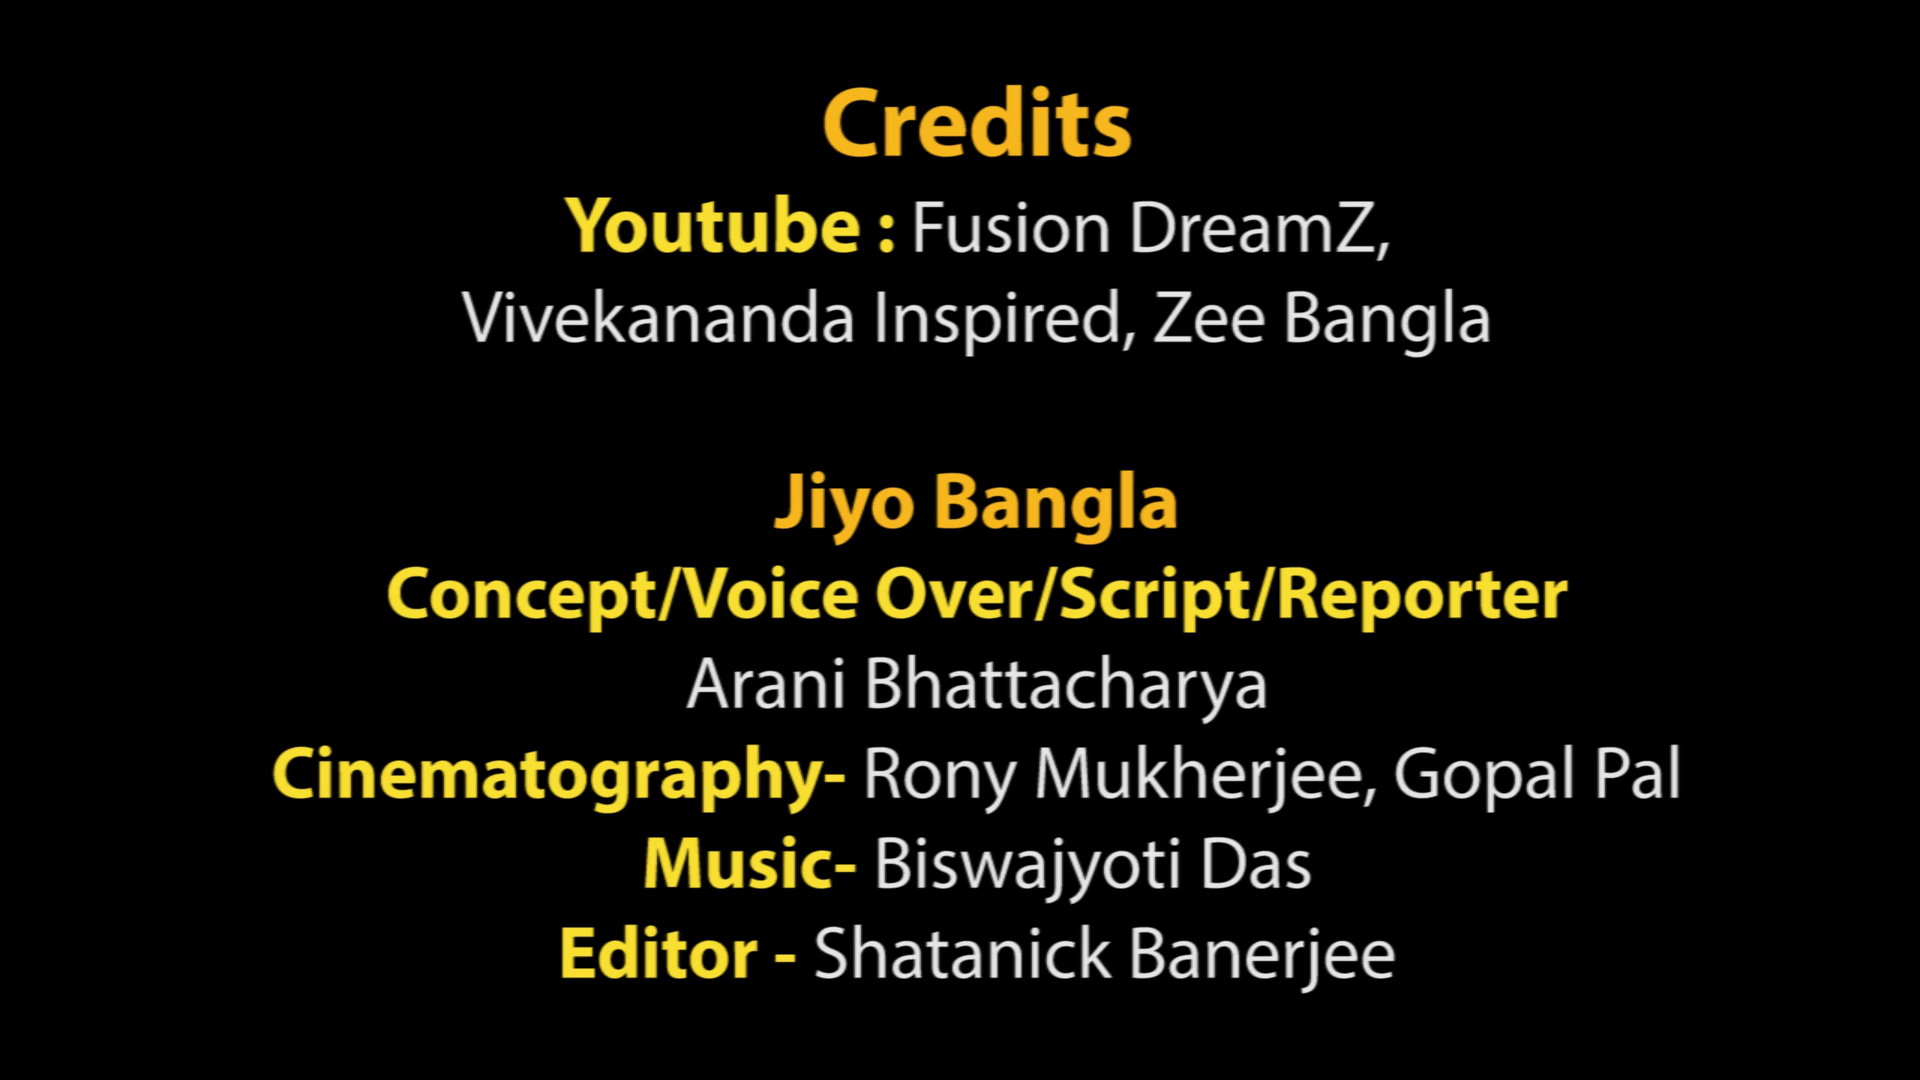 Credits
Youtube : Fusion DreamZ,
Vivekananda Inspired, Zee Bangla
Jiyo Bangla
Concept/Voice Over/Script/Reporter
Arani Bhattacharya
Cinematography- Rony Mukherjee, Gopal Pal
Music- Biswajyoti Das
Editor - Shatanick Banerjee